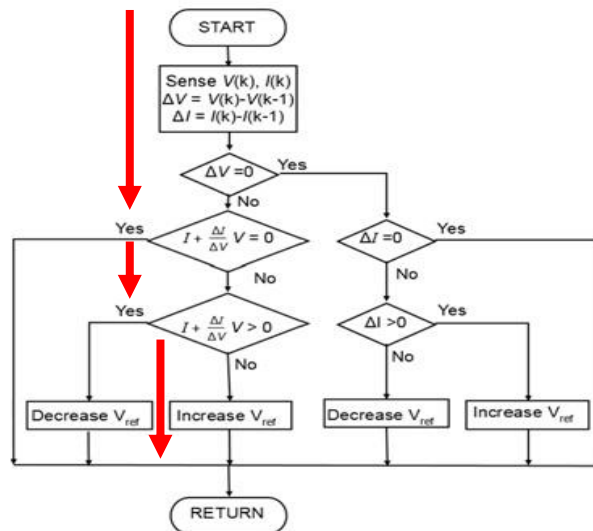 START
Sense V(k), I(k)
ΔV = V(k)-V(k-1)
ΔI = I(k)-I(k-1)
ΔV =0
Yes
No
Yes
I + ΔI/ΔV V = 0
ΔI =0
Yes
No
No
Yes
I + ΔI/ΔV V > 0
ΔI >0
Yes
No
No
Decrease Vref
Increase Vref
Decrease Vref
Increase Vref
RETURN